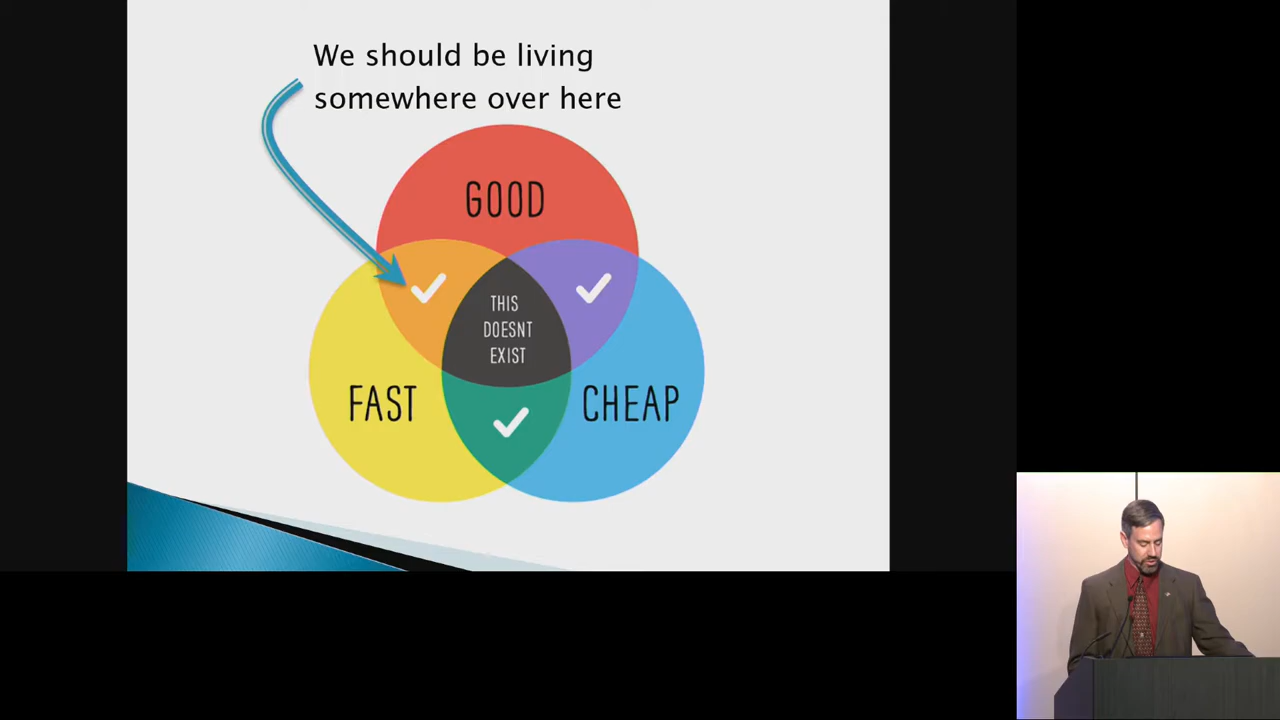 We should be living
somewhere over here
GOOD
THIS
DOESNT
EXIST
FAST
CHEAP